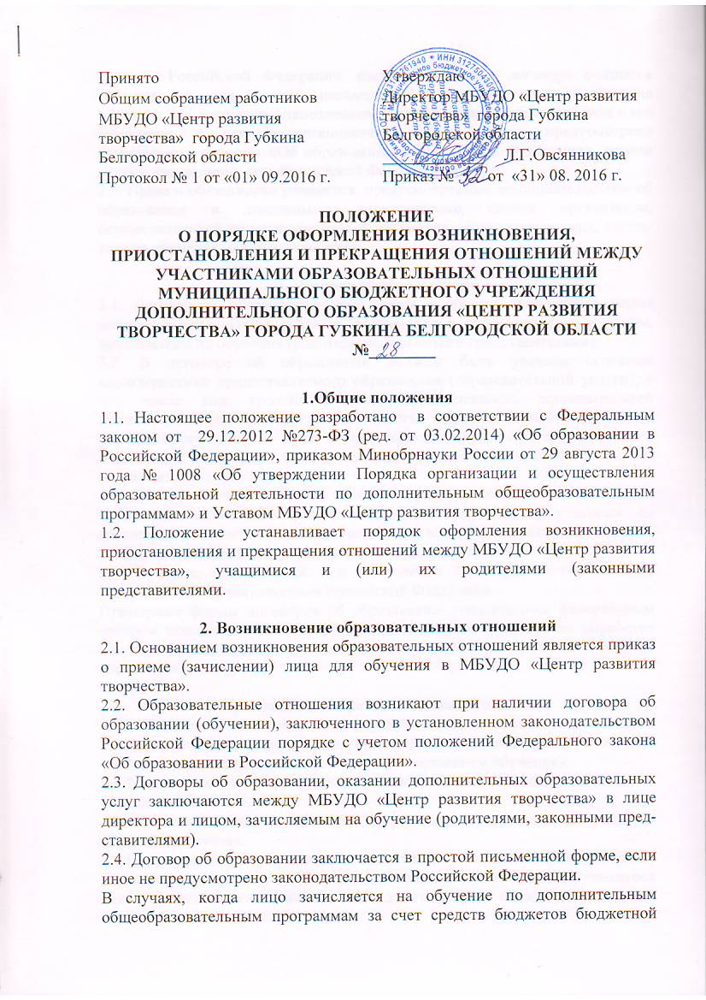 Принято
Общим собранием работников
МБУДО «Центр развития
творчества»  города Губкина
Белгородской области
Протокол № 1 от «01» 09.2016 г.
Утверждаю
Директор МБУДО «Центр развития
творчества»  города Губкина
Белгородской области
Л.Г.Овсянникова
Приказ № 32 от  «31» 08. 2016 г.
ПОЛОЖЕНИЕ
О ПОРЯДКЕ ОФОРМЛЕНИЯ ВОЗНИКНОВЕНИЯ,
ПРИОСТАНОВЛЕНИЯ И ПРЕКРАЩЕНИЯ ОТНОШЕНИЙ МЕЖДУ
УЧАСТНИКАМИ ОБРАЗОВАТЕЛЬНЫХ ОТНОШЕНИЙ
МУНИЦИПАЛЬНОГО БЮДЖЕТНОГО УЧРЕЖДЕНИЯ
ДОПОЛНИТЕЛЬНОГО ОБРАЗОВАНИЯ «ЦЕНТР РАЗВИТИЯ
ТВОРЧЕСТВА» ГОРОДА ГУБКИНА БЕЛГОРОДСКОЙ ОБЛАСТИ
№ 28
1.Общие положения
1.1. Настоящее положение разработано  в соответствии с Федеральным
законом от  29.12.2012 №273-ФЗ (ред. от 03.02.2014) «Об образовании в
Российской Федерации», приказом Минобрнауки России от 29 августа 2013
года № 1008 «Об утверждении Порядка организации и осуществления
образовательной деятельности по дополнительным общеобразовательным
программам» и Уставом МБУДО «Центр развития творчества».
1.2. Положение устанавливает порядок оформления возникновения,
приостановления и прекращения отношений между МБУДО «Центр развития
творчества», учащимися и (или) их родителями (законными
представителями.
2. Возникновение образовательных отношений
2.1. Основанием возникновения образовательных отношений является приказ
о приеме (зачислении) лица для обучения в МБУДО «Центр развития
творчества».
2.2. Образовательные отношения возникают при наличии договора об
образовании (обучении), заключенного в установленном законодательством
Российской Федерации порядке с учетом положений Федерального закона
«Об образовании в Российской Федерации».
2.3. Договоры об образовании, оказании дополнительных образовательных
услуг заключаются между МБУДО «Центр развития творчества» в лице
директора и лицом, зачисляемым на обучение (родителями, законными пред-
ставителями).
2.4. Договор об образовании заключается в простой письменной форме, если
иное не предусмотрено законодательством Российской Федерации.
В случаях, когда лицо зачисляется на обучение по дополнительным
общеобразовательным программам за счет средств бюджетов бюджетной